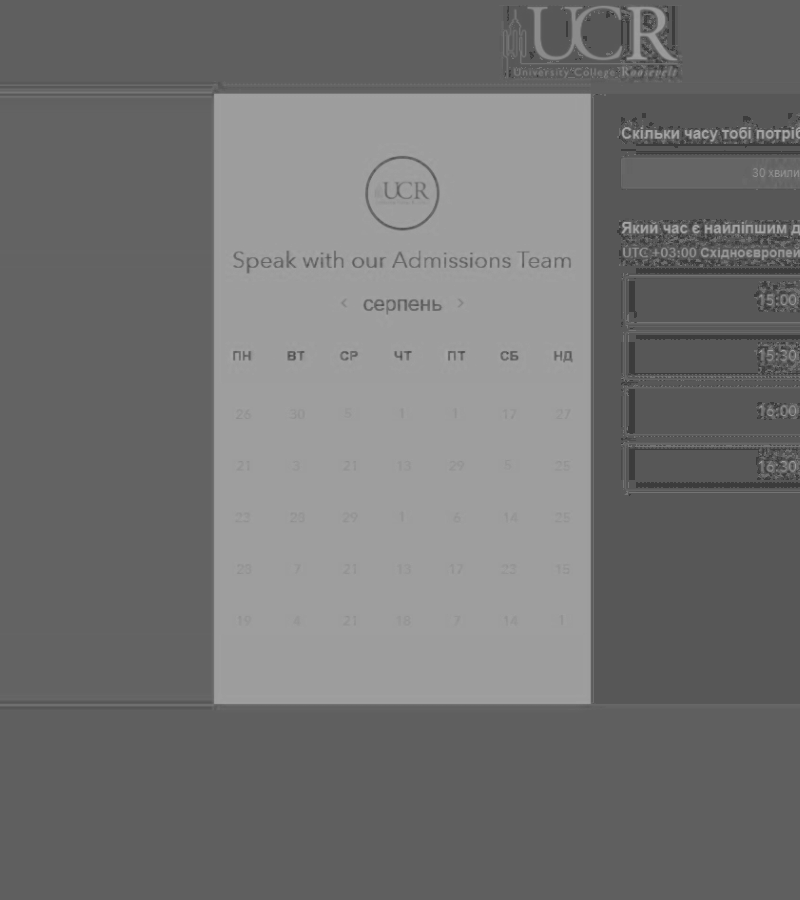 UCR
University College Roosevelt
UCR
Speak with our Admissions Team
< серпень >
ПН ВТ СР ЧТ ПТ СБ НД
26 30 5 1 1 17 27
21 3 21 13 29 5 26
22 25 29 1 6 14 25
23 7 21 13 17 22 15
19 4 21 18 7 14 1
Скільки часу тобі потріб
30 хвили
Який час є найліпшим д
UTC +03:00 Східноєвропей
15:00
15:30
16:00
16:30